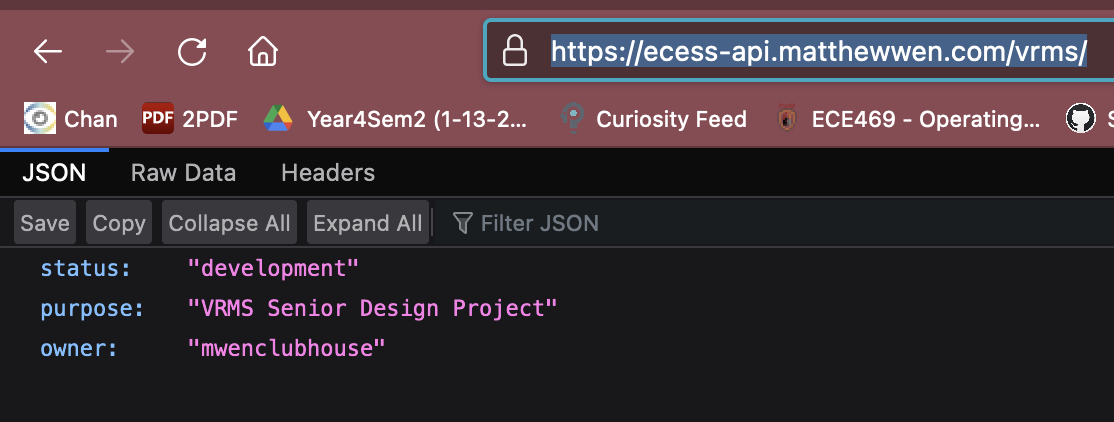 https://ecess-api.matthewwen.com/vrms/
Chan PDF 2PDF Year4Sem2 (1-13-2... Curiosity Feed ECE469 - Operating... S
JSON Raw Data Headers
Save Copy Collapse All Expand All Filter JSON
status: "development"
purpose: "VRMS Senior Design Project"
owner: "mwenclubhouse"